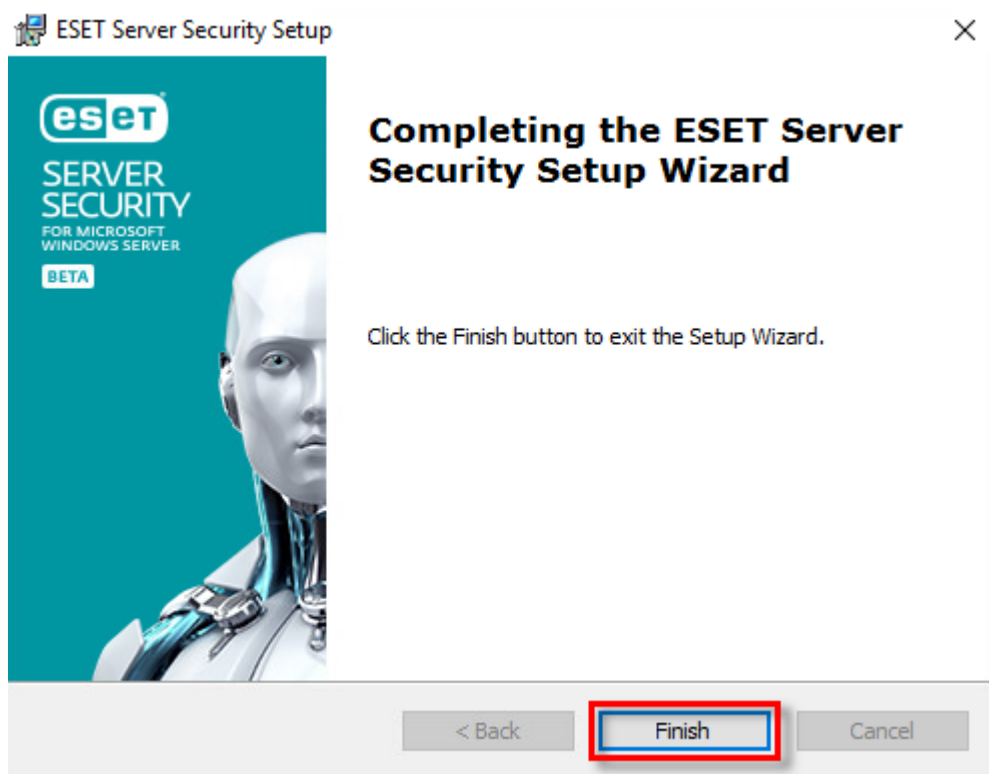 ESET Server Security Setup
eset
SERVER
SECURITY
FOR MICROSOFT
WINDOWS SERVER
BETA
Completing the ESET Server
Security Setup Wizard
Click the Finish button to exit the Setup Wizard.
< Back
Finish
Cancel